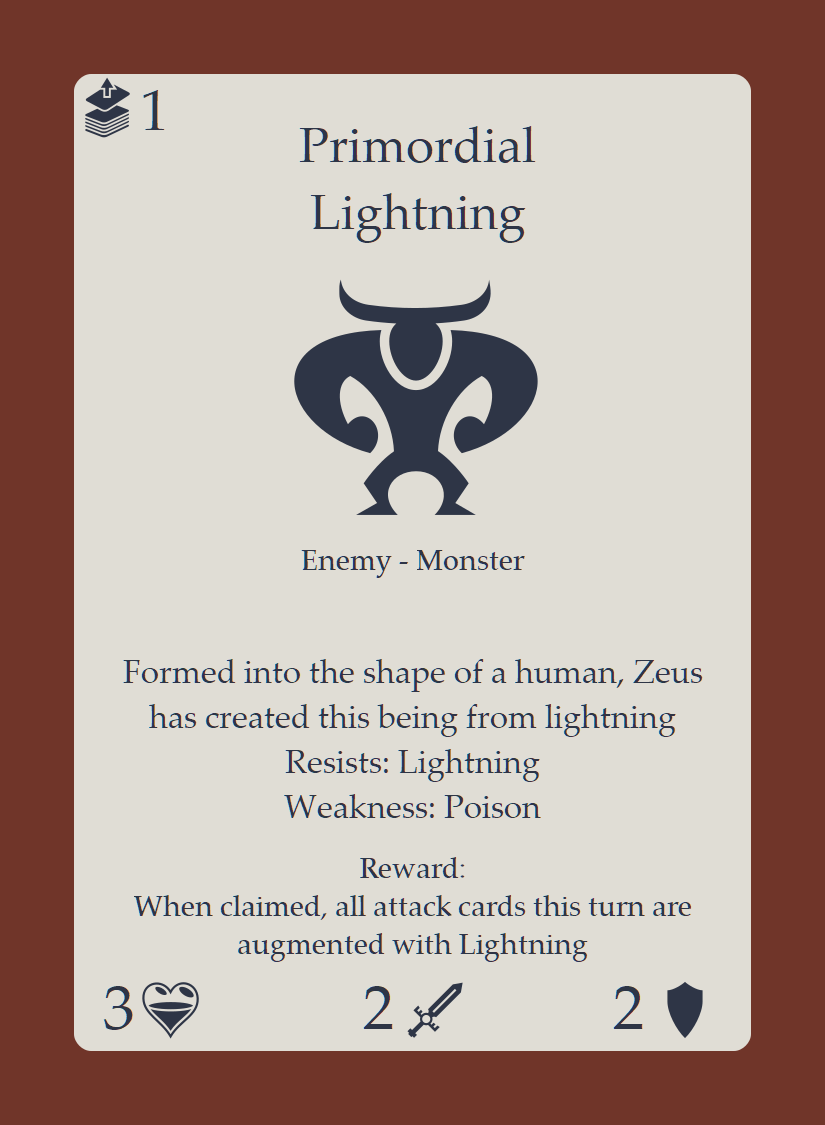 1
Primordial
Lightning
Enemy - Monster
Formed into the shape of a human, Zeus
has created this being from lightning
Resists: Lightning
Weakness: Poison
Reward:
When claimed, all attack cards this turn are
augmented with Lightning
3 2 2